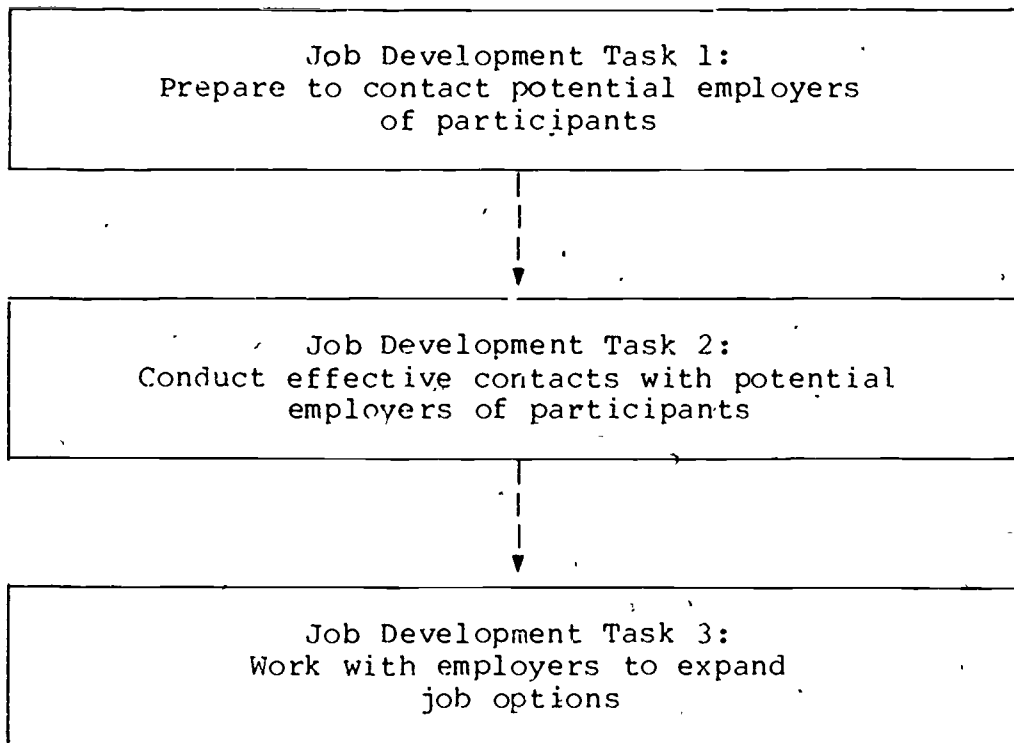 Job Development Task 1:
Prepare to contact potential employers
of participants
Job Development Task 2:
Conduct effective contacts with potential
employers of participants
Job Development Task 3:
Work with employers to expand
job options